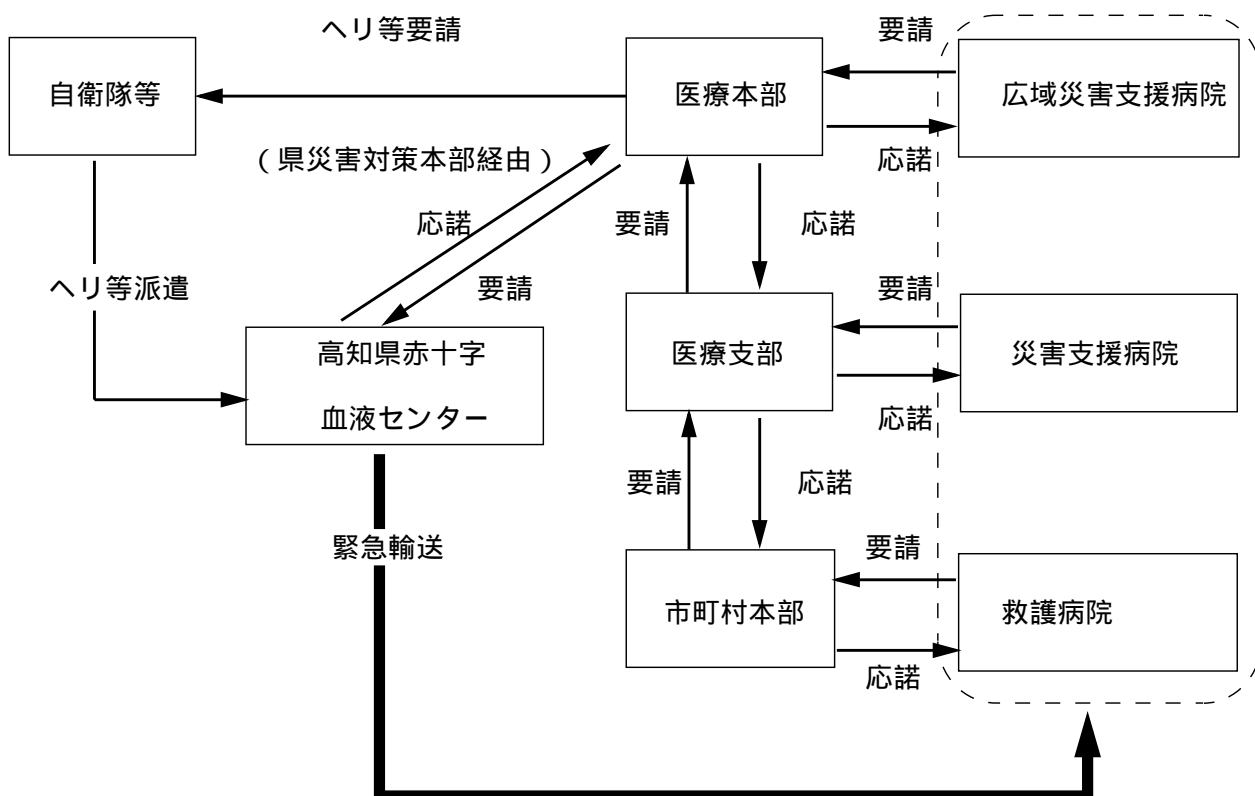 ヘリ等要請
要請
自衛隊等
医療本部
広域災害支援病院
(県災害対策本部経由)
応諾
応諾
要請
応諾
ヘリ等派遣
要請
要請
高知県赤十字
血液センター
医療支部
災害支援病院
応諾
要請
応諾
緊急輸送
要請
市町村本部
救護病院
応諾